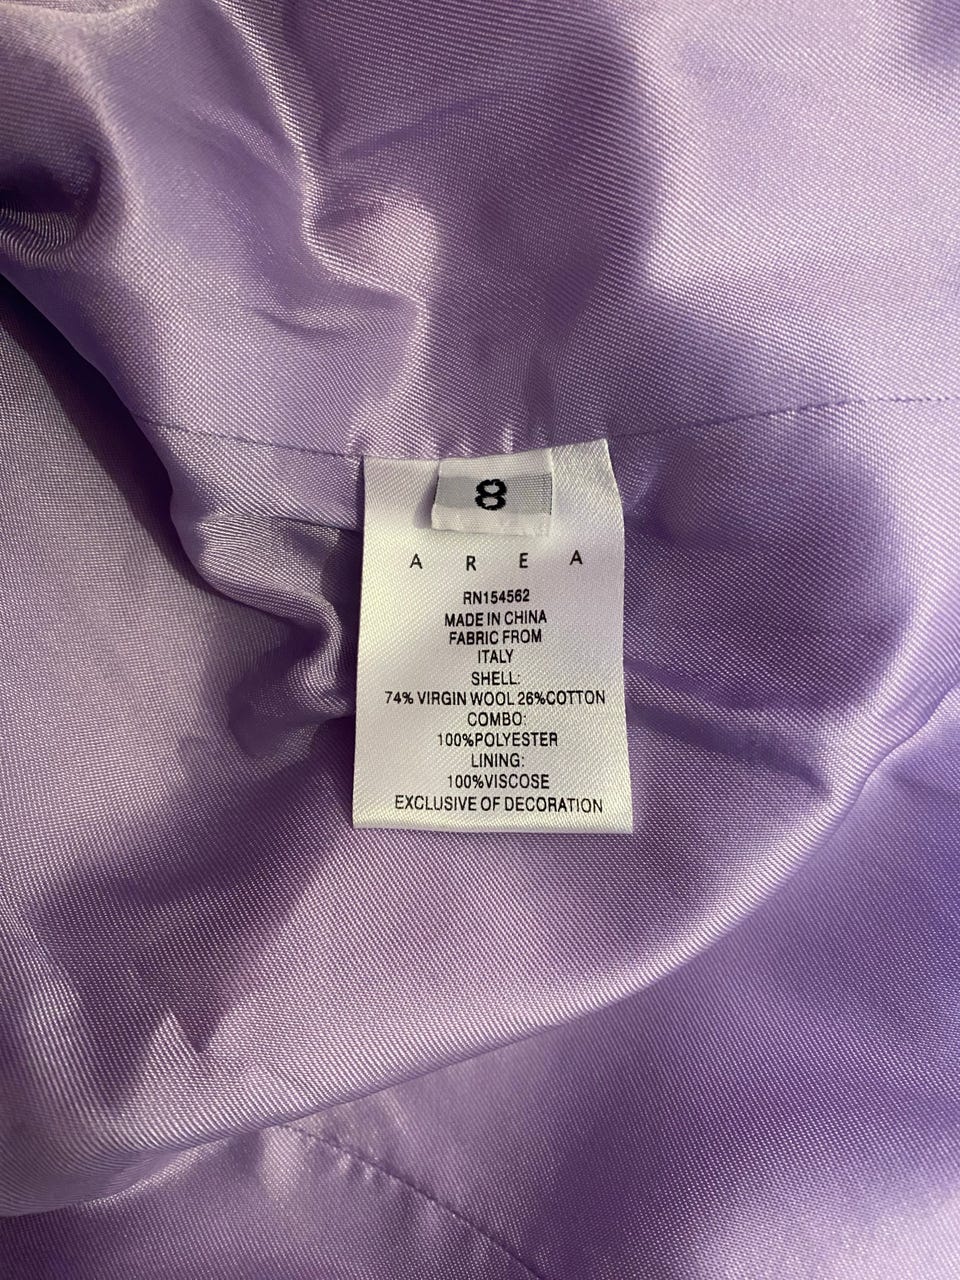 8
A R E A
RN154562
MADE IN CHINA
FABRIC FROM
ITALY
SHELL:
74% VIRGIN WOOL 26%COTTON
COMBO:
100%POLYESTER
LINING:
100%VISCOSE
EXCLUSIVE OF DECORATION